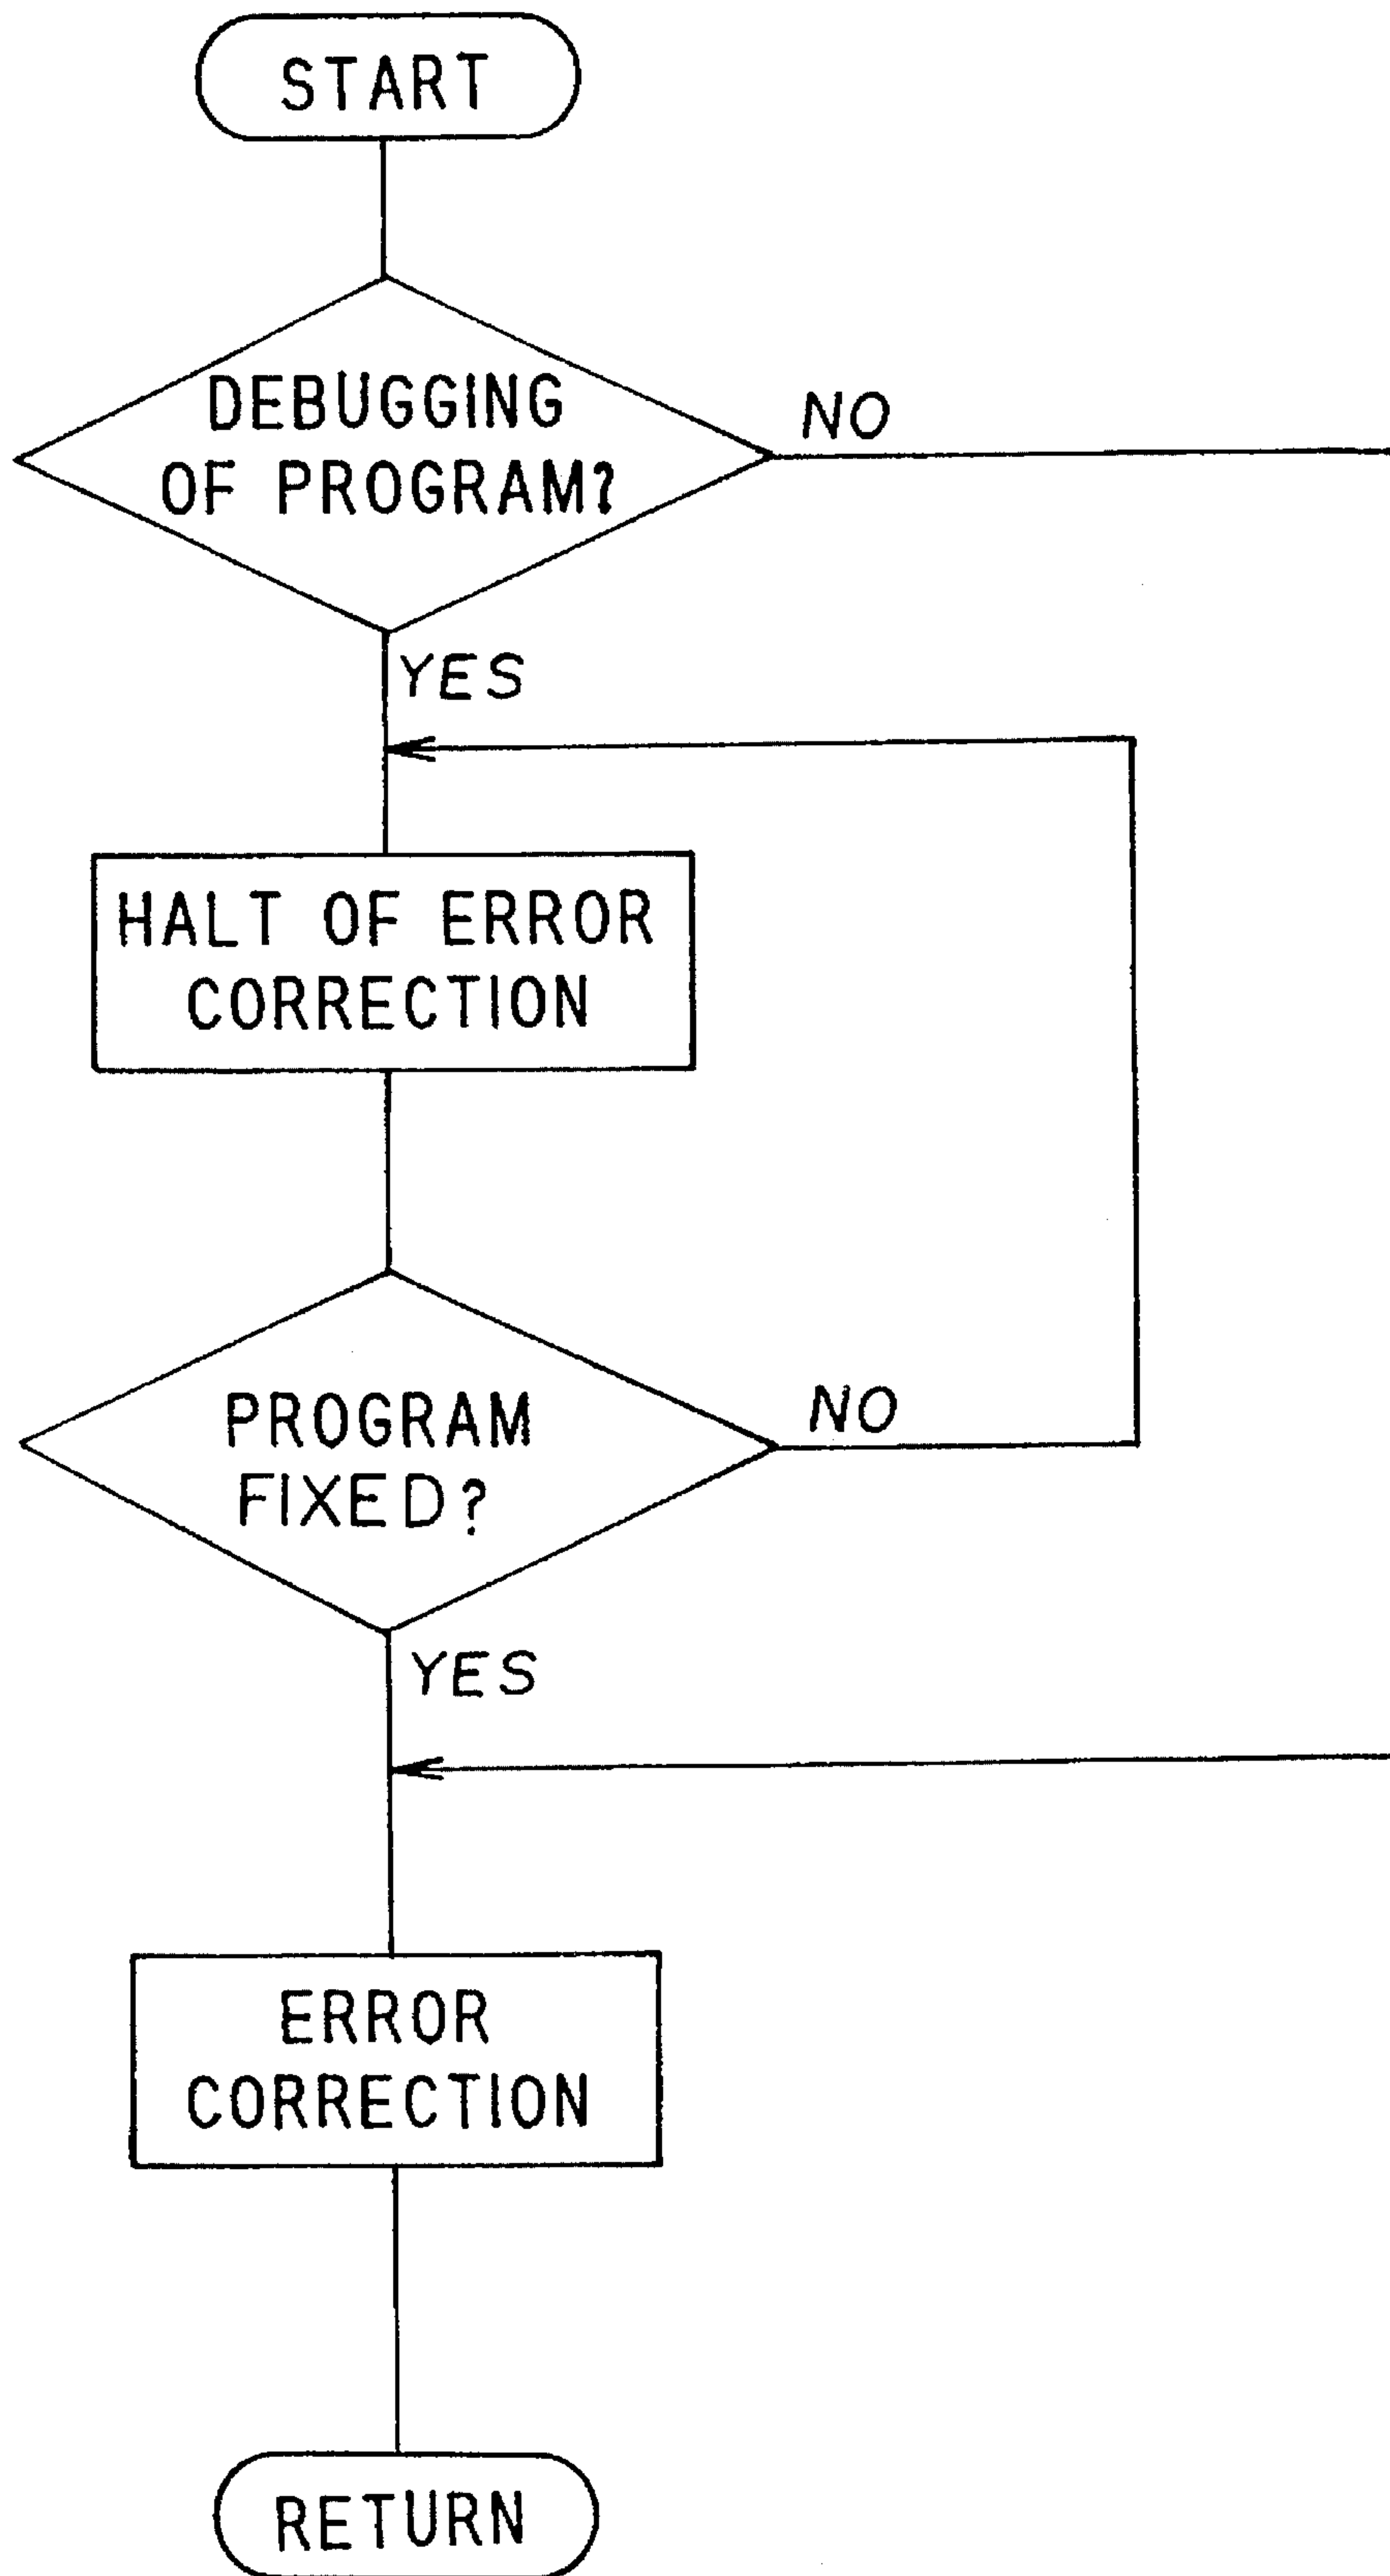 START
DEBUGGING
OF PROGRAM?
NO
YES
HALT OF ERROR
CORRECTION
PROGRAM
FIXED?
NO
YES
ERROR
CORRECTION
RETURN